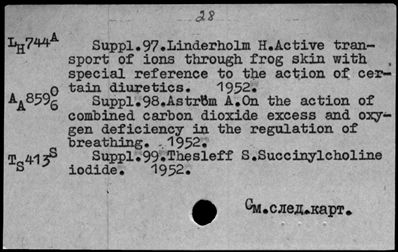 28
LH744A Suppl.97.Linderholm H.Active tran-
sport of ions through frog skin with
special reference to the action of cer-
tain diuretics. 1952.
AA8590
6 Suppl.98.Aström A.On the action of
combined carbon dioxide excess and oxy-
gen deficiency in the regulation of
breathing. 1952.
TS413S Suppl.99.Thesleff S.Succinylcholine
iodide. 1952.
См.след.карт.